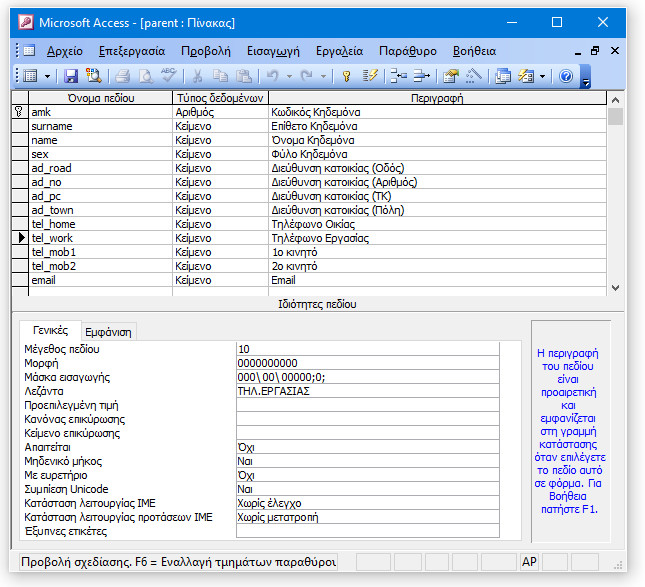 Microsoft Access - [parent : Πίνακας]
Αρχείο Επεξεργασία Προβολή Εισαγωγή Εργαλεία Παράθυρο Βοήθεια
Όνομα πεδίου Τύπος δεδομένων Περιγραφή
amk Αριθμός Κωδικός Κηδεμόνα
surname Κείμενο Επίθετο Κηδεμόνα
name Κείμενο Όνομα Κηδεμόνα
sex Κείμενο Φύλο Κηδεμόνα
ad_road Κείμενο Διεύθυνση κατοικίας (Οδός)
ad_no Κείμενο Διεύθυνση κατοικίας (Αριθμός)
ad_pc Κείμενο Διεύθυνση κατοικίας (ΤΚ)
ad_town Κείμενο Διεύθυνση κατοικίας (Πόλη)
tel_home Κείμενο Τηλέφωνο Οικίας
tel_work Κείμενο Τηλέφωνο Εργασίας
tel_mob1 Κείμενο 1ο κινητό
tel_mob2 Κείμενο 2ο κινητό
email Κείμενο Email
Ιδιότητες πεδίου
Γενικές Εμφάνιση
Μέγεθος πεδίου 10
Μορφή 0000000000
Μάσκα εισαγωγής 000\ 00\ 00000;0;
Λεζάντα ΤΗΛ.ΕΡΓΑΣΙΑΣ
Προεπιλεγμένη τιμή
Κανόνας επικύρωσης
Κείμενο επικύρωσης
Απαιτείται Όχι
Μηδενικό μήκος Ναι
Με ευρετήριο Όχι
Συμπίεση Unicode Ναι
Κατάσταση λειτουργίας IME Χωρίς έλεγχο
Κατάσταση λειτουργίας προτάσεων IME Χωρίς μετατροπή
Έξυπνες ετικέτες
Η περιγραφή
του πεδίου
είναι
προαιρετική
και
εμφανίζεται
στη γραμμή
κατάστασης
όταν επιλέγετε
το πεδίο αυτό
σε φόρμα. Για
Βοήθεια
πατήστε F1.
Προβολή σχεδίασης. F6 = Εναλλαγή τμημάτων παραθύρου ΑΡ